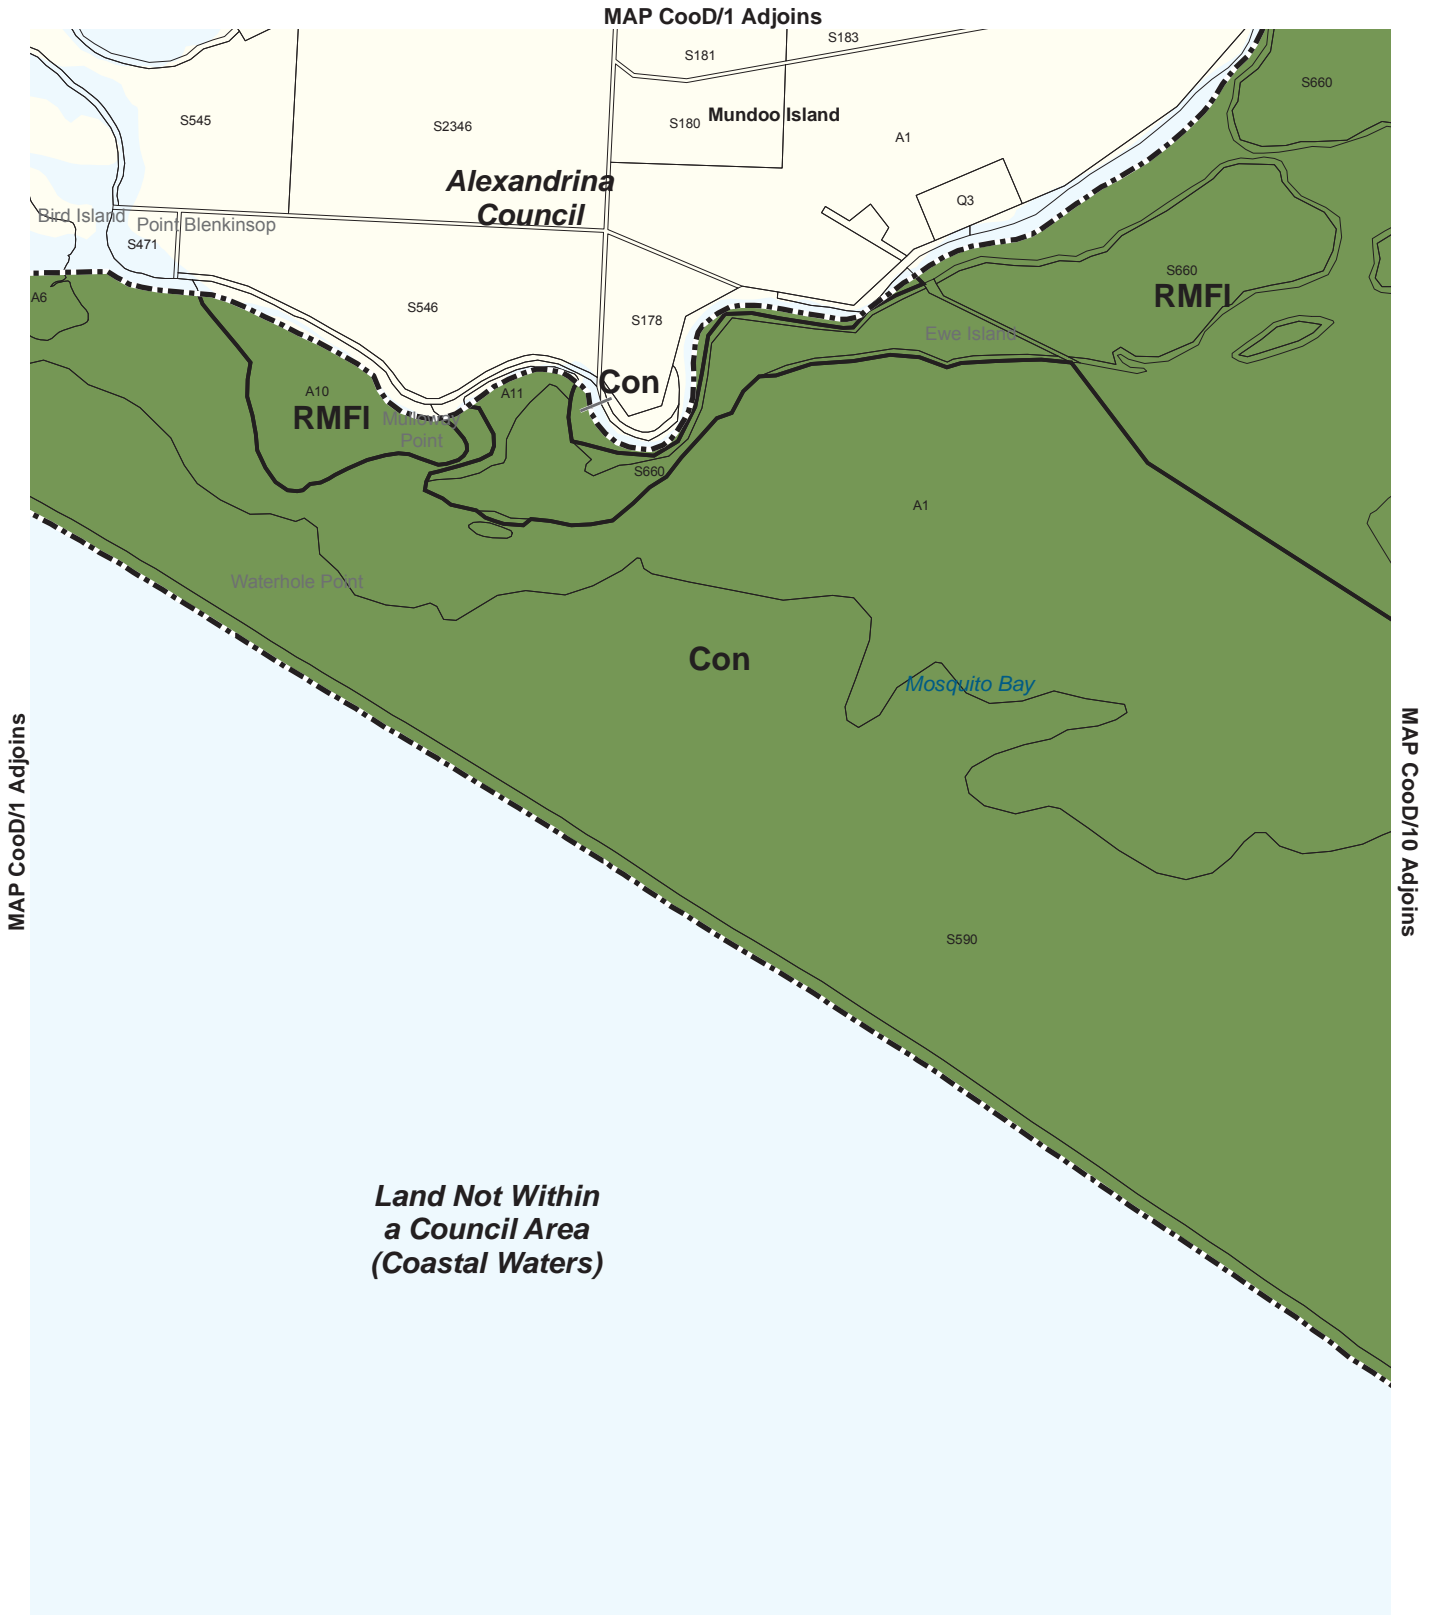 MAP CooD/1 Adjoins
S183
S181
S660
S545
S2346
S180
Mundoo Island
A1
Alexandrina
Council
Q3
Bird Island
Point Blenkinsop
S471
S660
RMFI
A6
S546
S178
Ewe Island
Con
A10
A11
RMFI
Mulloway
Point
S660
A1
Waterhole Point
Con
Mosquito Bay
MAP CooD/1 Adjoins
MAP CooD/10 Adjoins
S590
Land Not Within
a Council Area
(Coastal Waters)